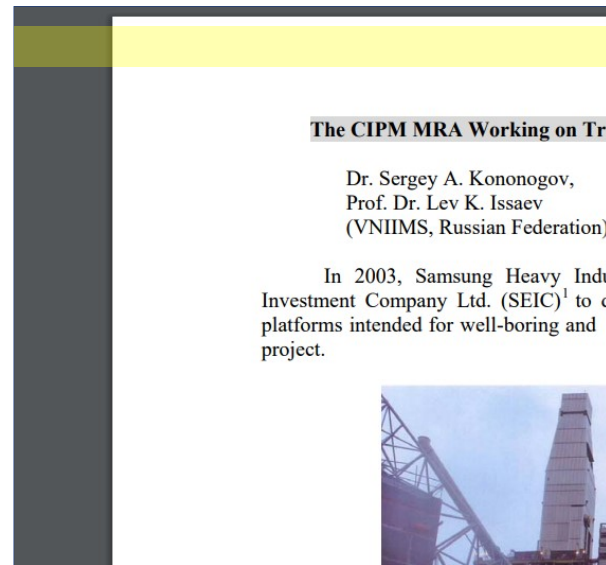 The CIPM MRA Working on Tr
Dr. Sergey A. Kononogov,
Prof. Dr. Lev K. Issaev
(VNIIMS, Russian Federation)
In 2003, Samsung Heavy Indu
Investment Company Ltd. (SEIC)¹ to
platforms intended for well-boring and
project.